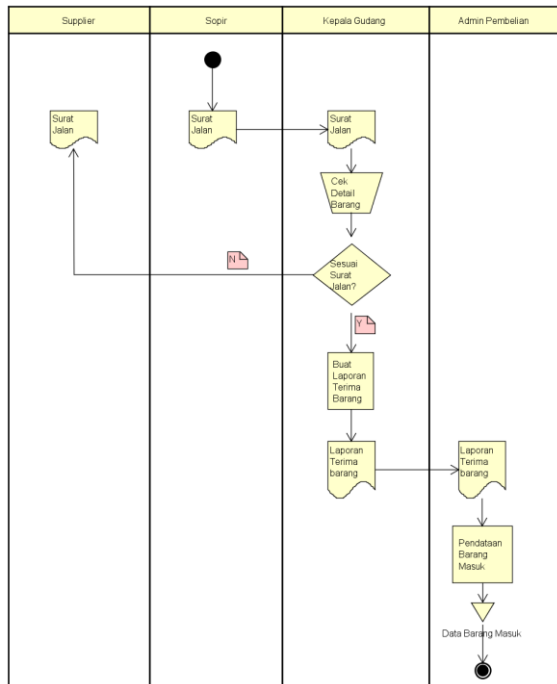 Supplier
Sopir
Kepala Gudang
Admin Pembelian
Surat
Jalan
Surat
Jalan
Surat
Jalan
Cek
Detail
Barang
N
Sesuai
Surat
Jalan?
Y
Buat
Laporan
Terima
Barang
Laporan
Terima
barang
Laporan
Terima
barang
Pendataan
Barang
Masuk
Data Barang Masuk